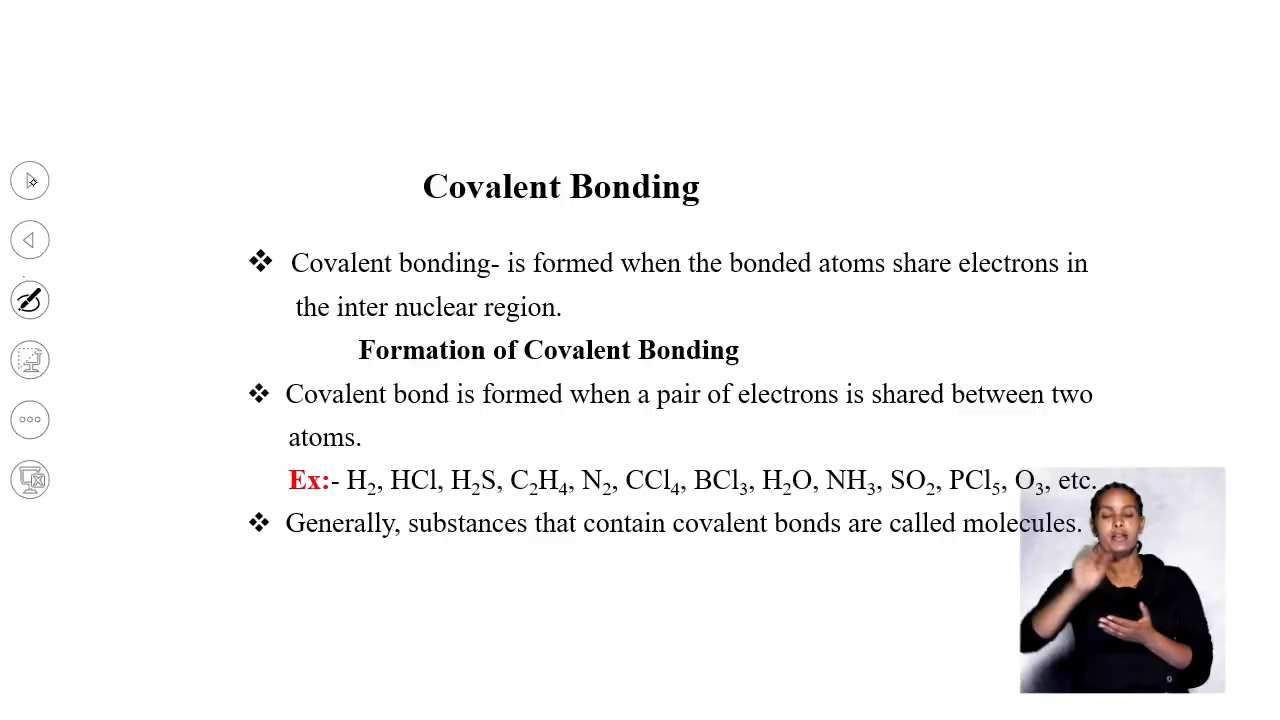 Covalent Bonding
❖ Covalent bonding- is formed when the bonded atoms share electrons in
the inter nuclear region.
Formation of Covalent Bonding
❖ Covalent bond is formed when a pair of electrons is shared between two
atoms.
Ex:- H₂, HCl, H₂S, C₂H₄, N₂, CCl₄, BCl₃, H₂O, NH₃, SO₂, PCl₅, O₃, etc.
❖ Generally, substances that contain covalent bonds are called molecules.